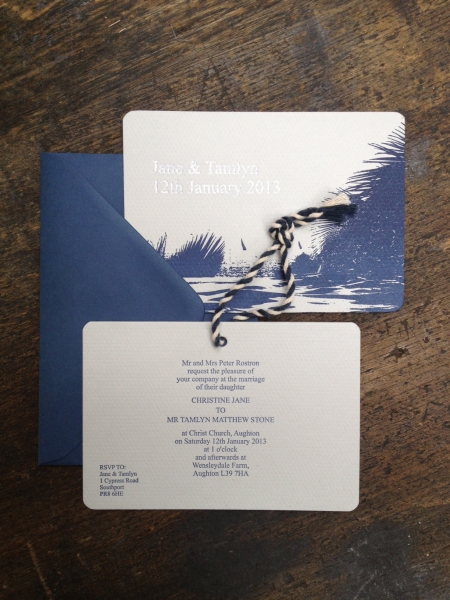 Jane & Tamlyn
12th January 2013
Mr and Mrs Peter Rostron
request the pleasure of
your company at the marriage
of their daughter
CHRISTINE JANE
TO
MR TAMLYN MATTHEW STONE
at Christ Church, Aughton
on Saturday 12th January 2013
at 1 o'clock
and afterwards at
Wensleydale Farm,
Aughton L39 7HA
RSVP TO:
Jane & Tamlyn
1 Cypress Road
Southport
PR8 6HE